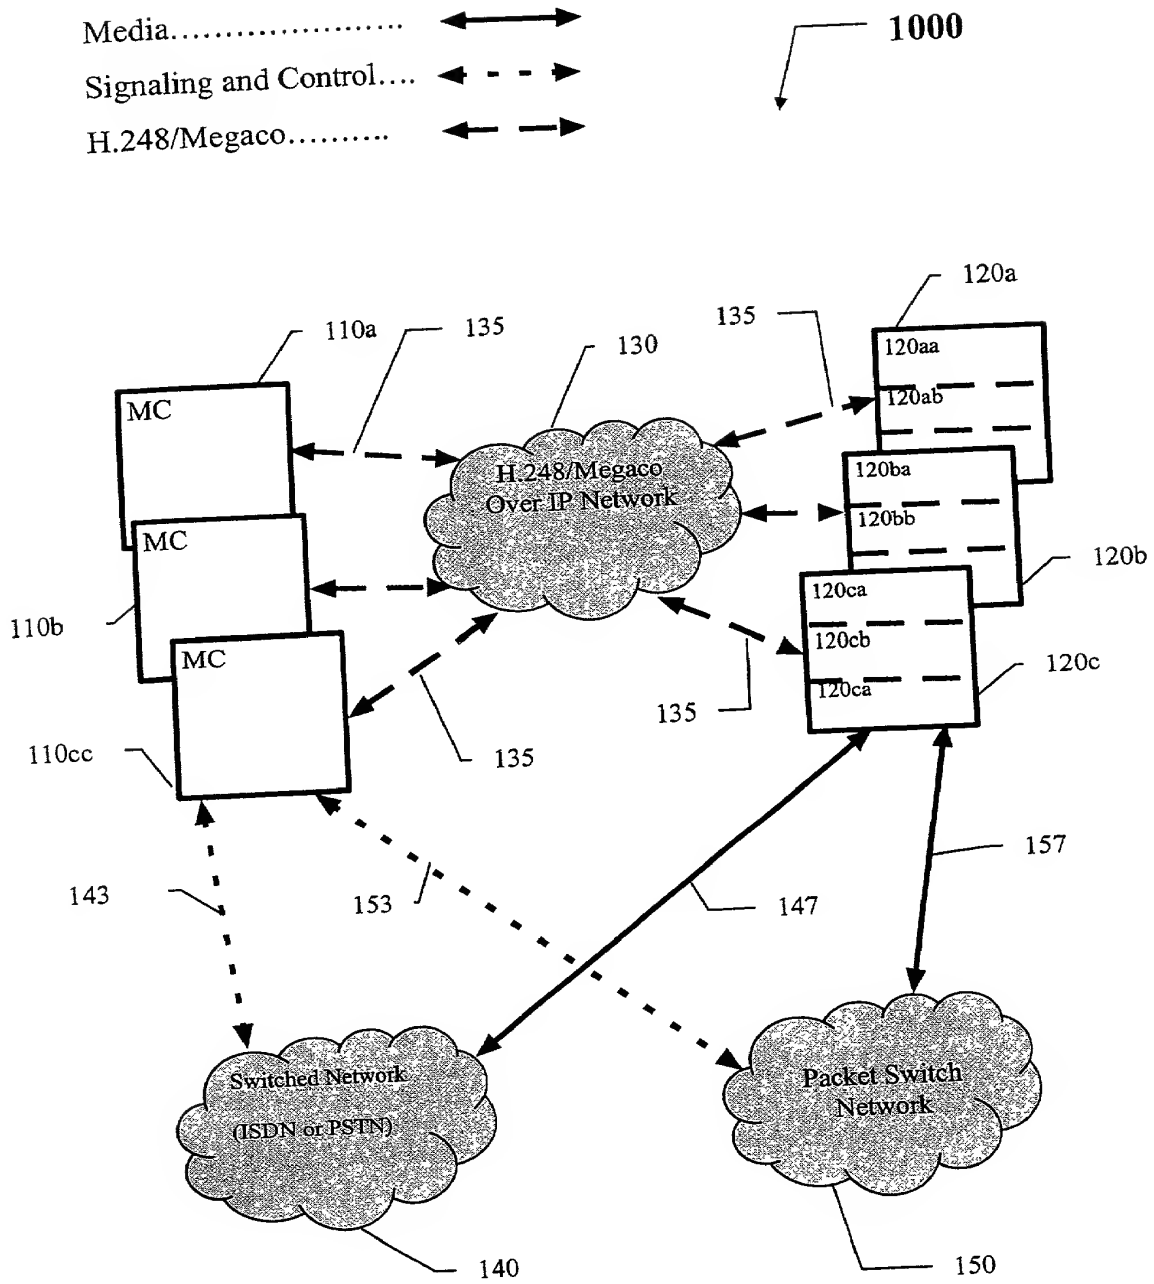 Media.....................
1000
Signaling and Control....
H.248/Megaco..........
120a
110a
135
135
130
120aa
120ab
MC
H.248/Megaco
Over IP Network
120ba
120bb
MC
120b
120ca
110b
120cb
MC
120c
120ca
135
110cc
135
157
143
153
147
Switched Network
(ISDN or PSTN)
Packet Switch
Network
140
150